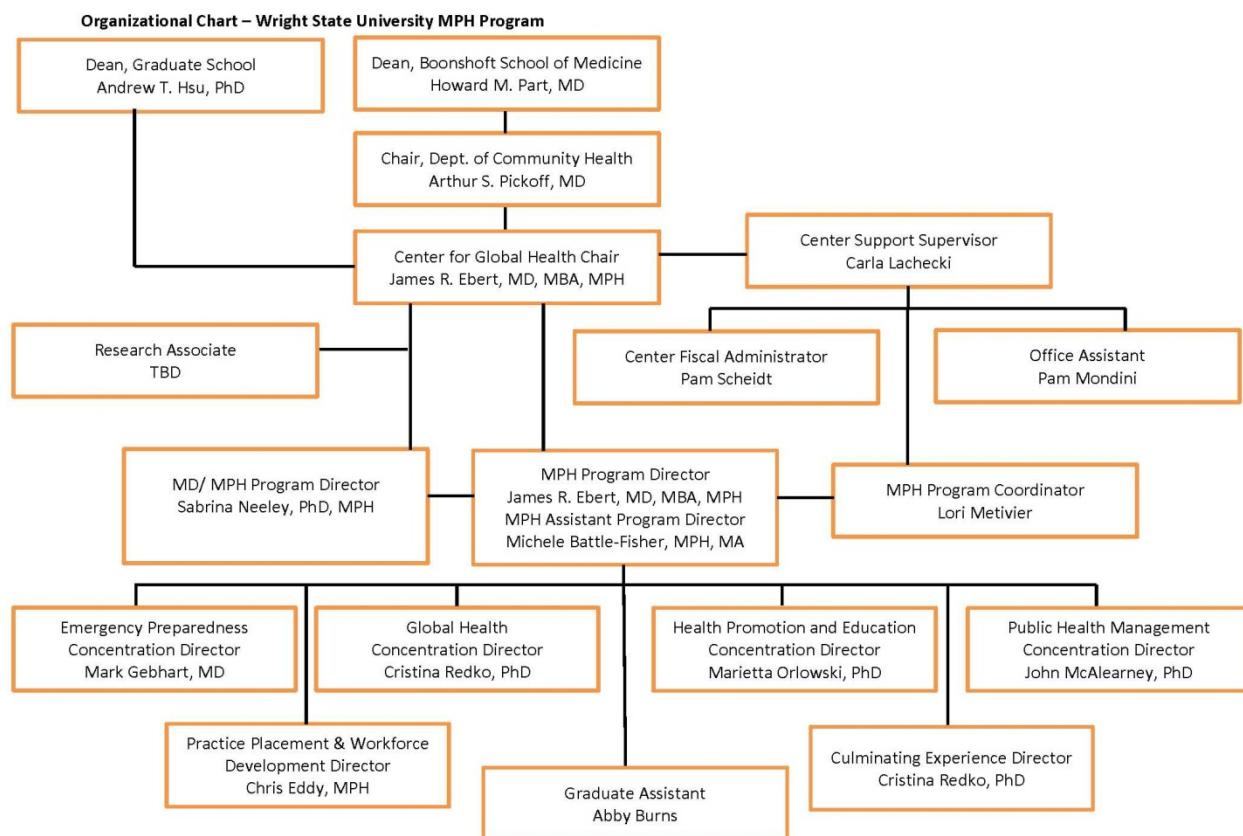 Organizational Chart – Wright State University MPH Program
Dean, Graduate School
Andrew T. Hsu, PhD
Dean, Boonshoft School of Medicine
Howard M. Part, MD
Chair, Dept. of Community Health
Arthur S. Pickoff, MD
Center for Global Health Chair
James R. Ebert, MD, MBA, MPH
Center Support Supervisor
Carla Lachecki
Research Associate
TBD
Center Fiscal Administrator
Pam Scheidt
Office Assistant
Pam Mondini
MD/ MPH Program Director
Sabrina Neeley, PhD, MPH
MPH Program Director
James R. Ebert, MD, MBA, MPH
MPH Assistant Program Director
Michele Battle-Fisher, MPH, MA
MPH Program Coordinator
Lori Metivier
Emergency Preparedness
Concentration Director
Mark Gebhart, MD
Global Health
Concentration Director
Cristina Redko, PhD
Health Promotion and Education
Concentration Director
Marietta Orlowski, PhD
Public Health Management
Concentration Director
John McAlearney, PhD
Practice Placement & Workforce
Development Director
Chris Eddy, MPH
Graduate Assistant
Abby Burns
Culminating Experience Director
Cristina Redko, PhD